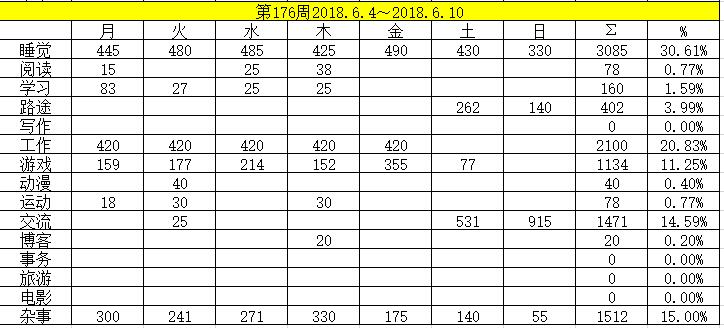 第176周2018.6.4～2018.6.10
月 火 水 木 金 土 日 Σ %
睡觉 445 480 485 425 490 430 330 3085 30.61%
阅读 15 25 38 78 0.77%
学习 83 27 25 25 160 1.59%
路途 262 140 402 3.99%
写作 0 0.00%
工作 420 420 420 420 420 2100 20.83%
游戏 159 177 214 152 355 77 1134 11.25%
动漫 40 40 0.40%
运动 18 30 30 78 0.77%
交流 25 531 915 1471 14.59%
博客 20 20 0.20%
事务 0 0.00%
旅游 0 0.00%
电影 0 0.00%
杂事 300 241 271 330 175 140 55 1512 15.00%